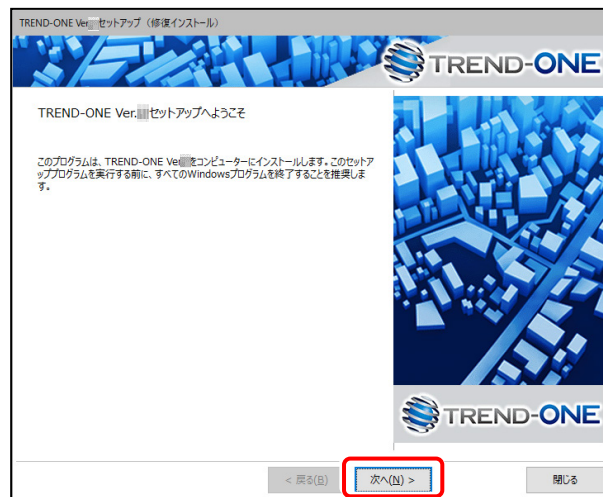 TREND-ONE Ver. セットアップ（修復インストール）
TREND-ONE
TREND-ONE Ver. セットアップへようこそ
このプログラムは、TREND-ONE Ver をコンピューターにインストールします。このセットア
ッププログラムを実行する前に、すべてのWindowsプログラムを終了することを推奨しま
す。
TREND-ONE
< 戻る(B)
次へ(N) >
閉じる